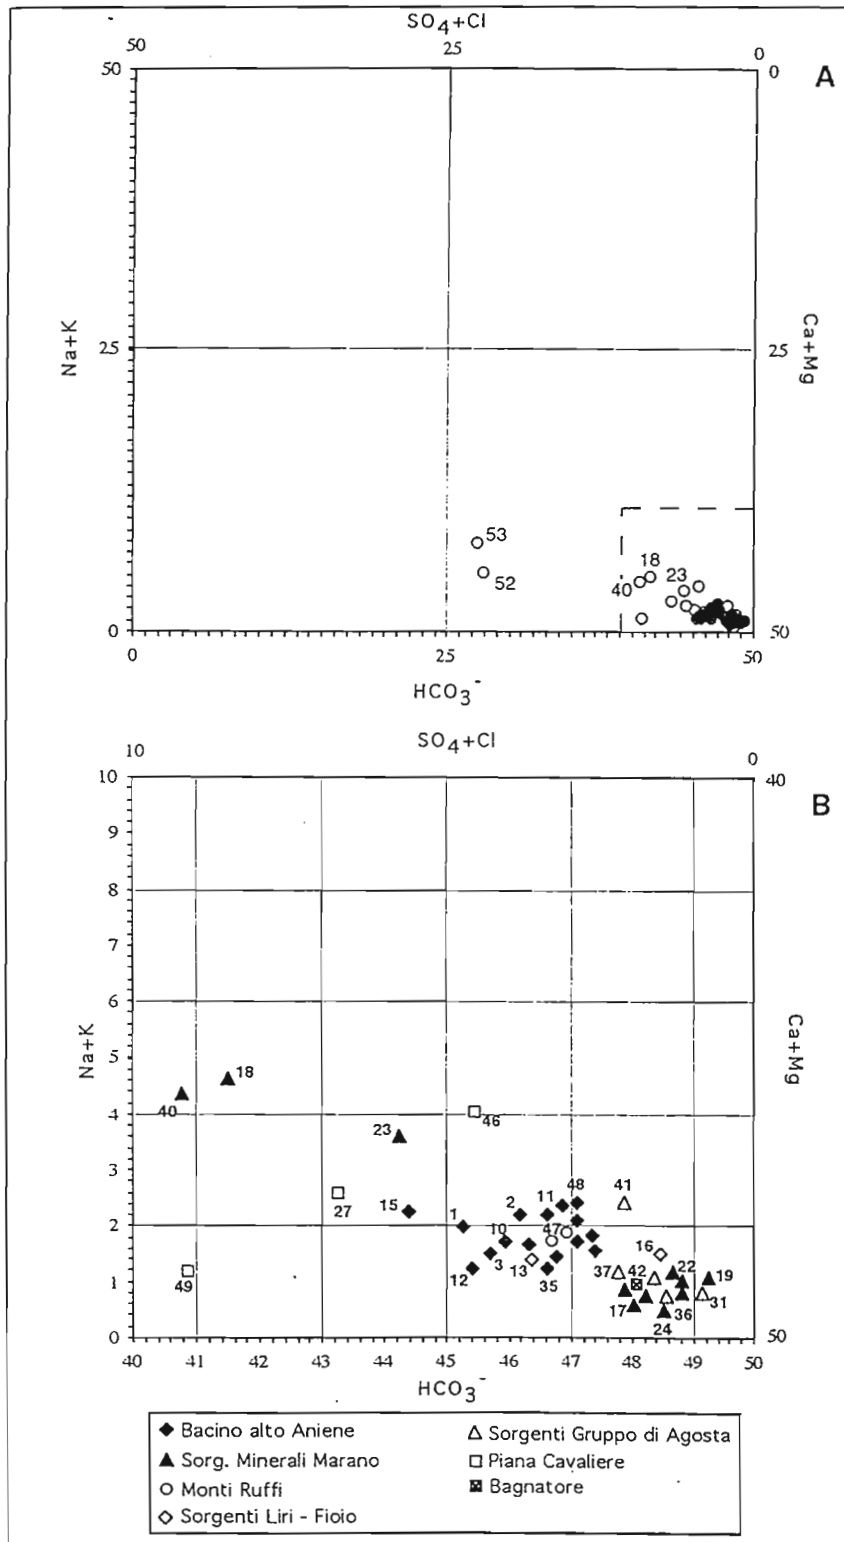 SO4+Cl
50 25 0
50 0 A
Na+K
Ca+Mg
25 25
53
52
18
40 23
0 50
0 25 50
HCO3-
SO4+Cl
10 0
10 40
B
9
8
7
6
Na+K
Ca+Mg
5
18
40
4
46
23
3
27
15 1 2 11 48 41
2
10 47 16
12 3 13 35 37 42 22 19
1
49
17 24 36 31
0 50
40 41 42 43 44 45 46 47 48 49 50
HCO3-
Bacino alto Aniene
Sorg. Minerali Marano
Monti Ruffi
Sorgenti Liri - Fioio
Sorgenti Gruppo di Agosta
Piana Cavaliere
Bagnatore